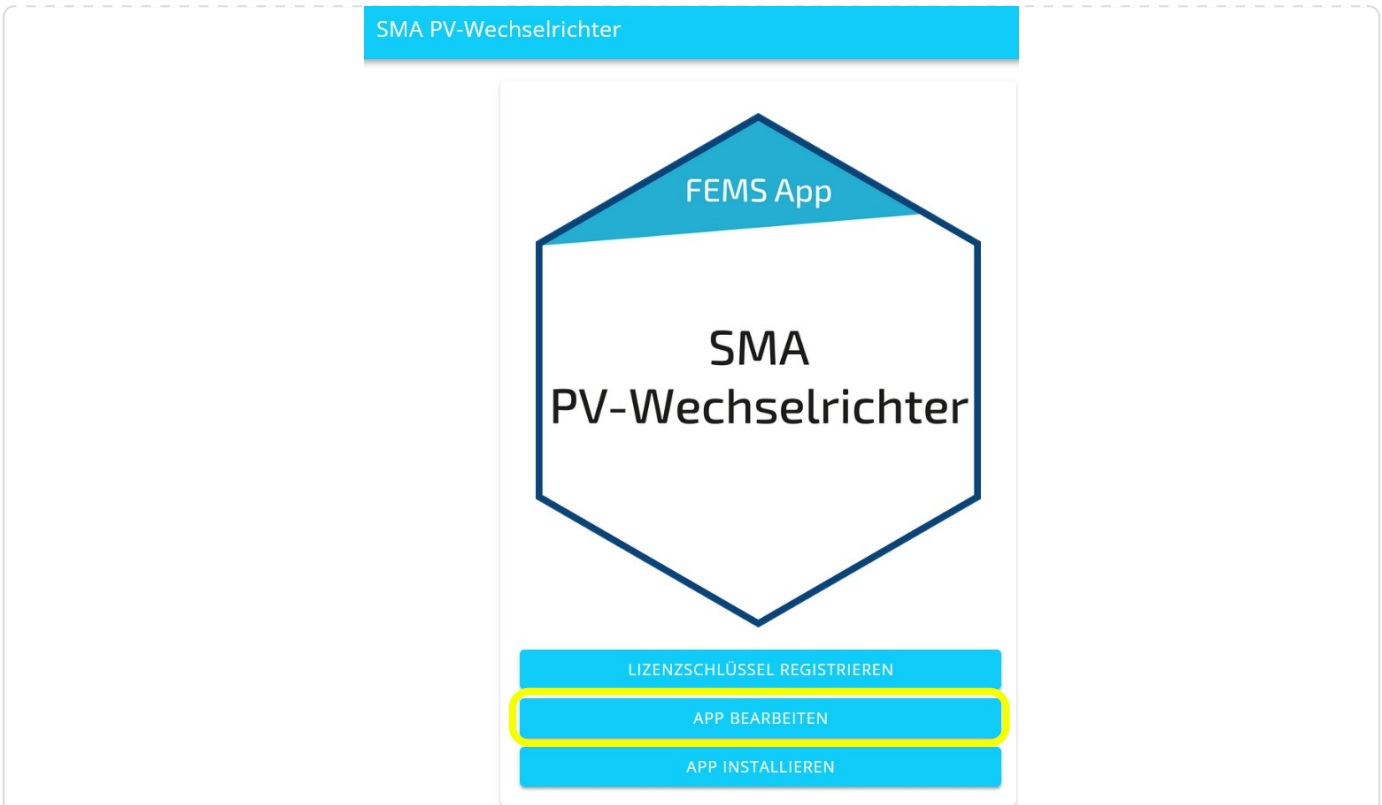 SMA PV-Wechselrichter
FEMS App
SMA
PV-Wechselrichter
LIZENZSCHLÜSSEL REGISTRIEREN
APP BEARBEITEN
APP INSTALLIEREN